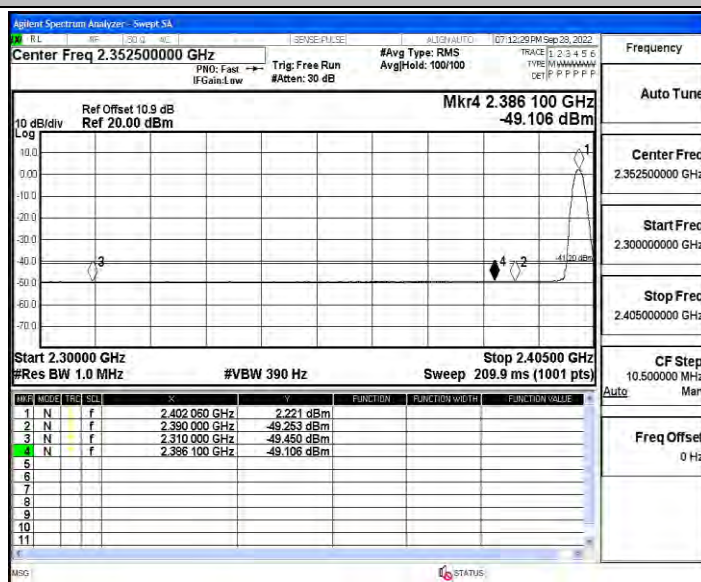 Agilent Spectrum Analyzer - Swept SA
RL RF 50 Ω AC SENSE:PULSE ALIGN AUTO 07:12:29 PM Sep 28, 2022
Center Freq 2.352500000 GHz
PNO: Fast
IFGain:Low
Trig: Free Run
#Atten: 30 dB
#Avg Type: RMS
Avg|Hold: 100/100
TRACE 1 2 3 4 5 6
TYPE M WWWWW
DET P P P P P P
Ref Offset 10.9 dB
Ref 20.00 dBm
10 dB/div
Log
Mkr4 2.386 100 GHz
-49.106 dBm
10.0
0.00
-10.0
-20.0
-30.0
-40.0
-50.0
-60.0
-70.0
1
3
4
2
-41.20 dBm
Start 2.30000 GHz
Stop 2.40500 GHz
#Res BW 1.0 MHz
#VBW 390 Hz
Sweep 209.9 ms (1001 pts)
MKR MODE TRC SCL X Y FUNCTION FUNCTION WIDTH FUNCTION VALUE
1 N f 2.402 060 GHz 2.221 dBm
2 N f 2.390 000 GHz -49.253 dBm
3 N f 2.310 000 GHz -49.450 dBm
4 N f 2.386 100 GHz -49.106 dBm
5
6
7
8
9
10
11
MSG
STATUS
Frequency
Auto Tune
Center Freq
2.352500000 GHz
Start Freq
2.300000000 GHz
Stop Freq
2.405000000 GHz
CF Step
10.500000 MHz
Auto Man
Freq Offset
0 Hz